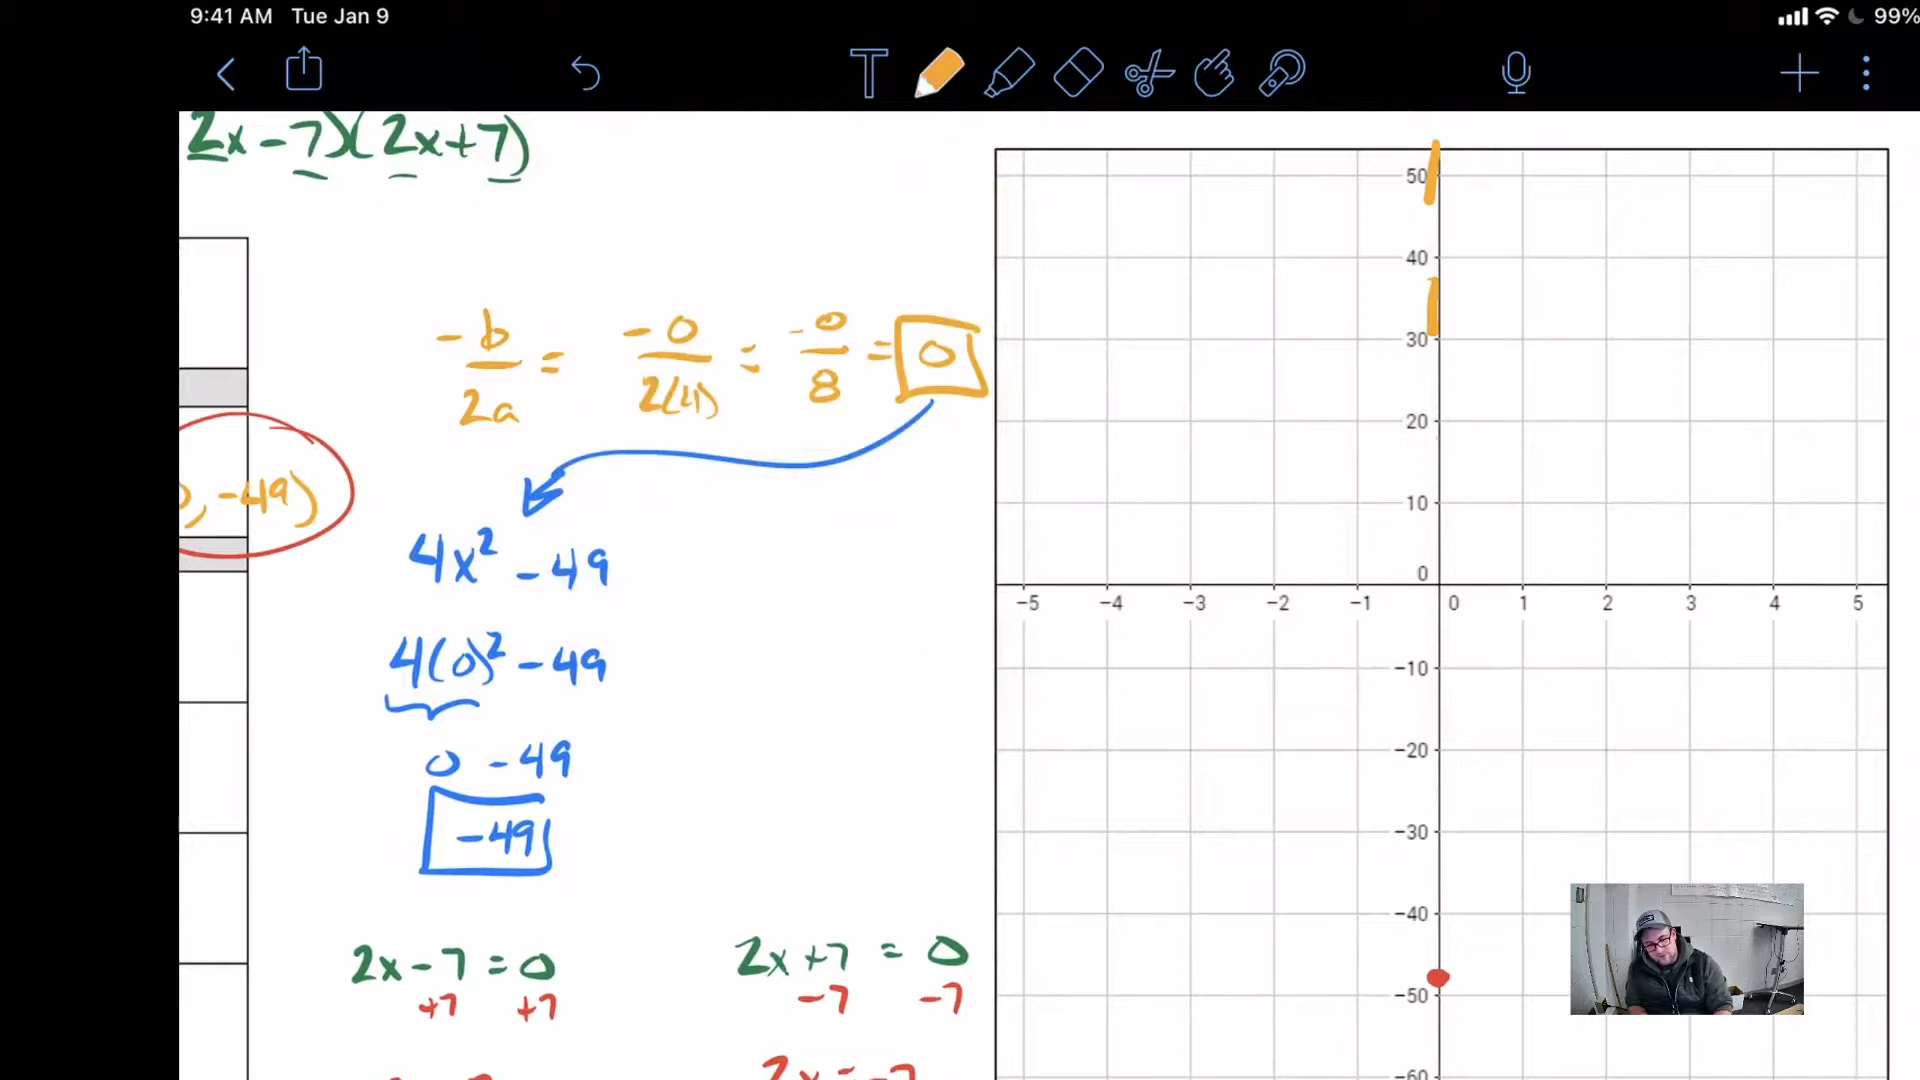 9:41 AM Tue Jan 9
99%
2x-7)(2x+7)
-b/2a = -0/2(4) = -0/8 = 0
, -49)
4x² - 49
4(0)² - 49
0 - 49
-49
2x - 7 = 0
+7 +7
2x + 7 = 0
-7 -7
2x = -7
50
40
30
20
10
0
-5 -4 -3 -2 -1 0 1 2 3 4 5
-10
-20
-30
-40
-50
-60